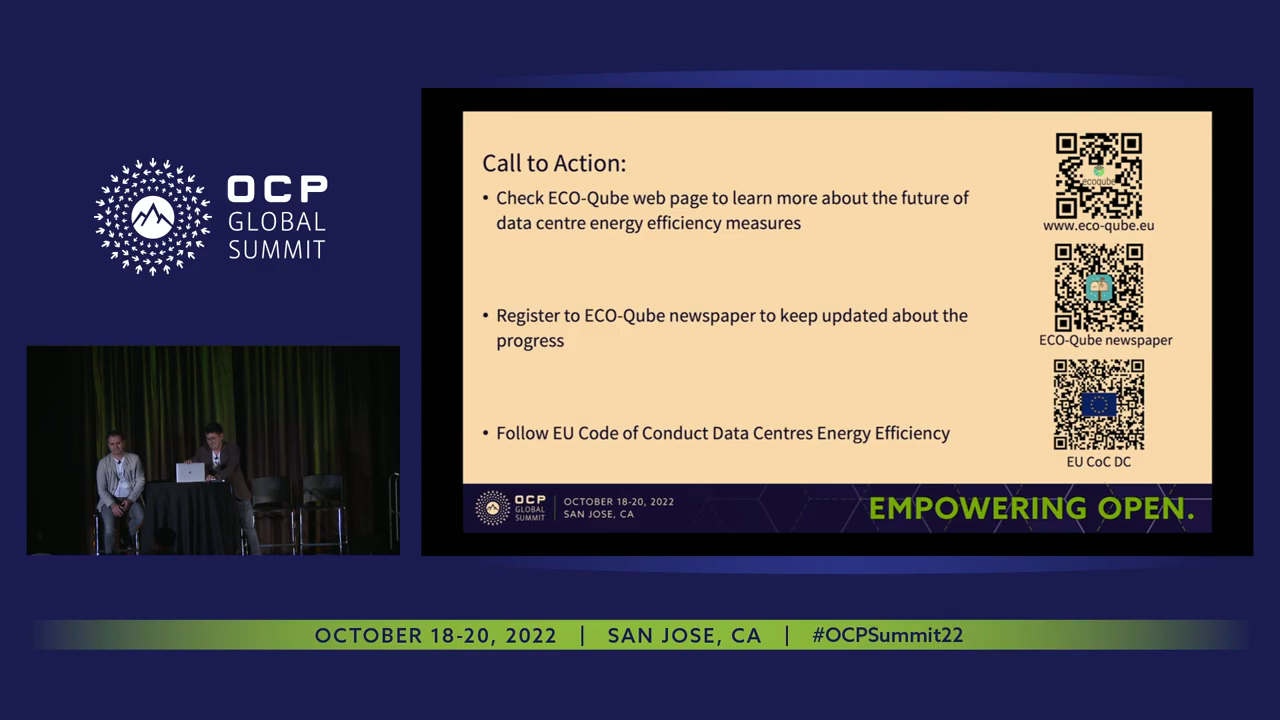 OCP
GLOBAL
SUMMIT
Call to Action:
• Check ECO-Qube web page to learn more about the future of
data centre energy efficiency measures
• Register to ECO-Qube newspaper to keep updated about the
progress
• Follow EU Code of Conduct Data Centres Energy Efficiency
ecoqube
www.eco-qube.eu
ECO-Qube newspaper
EU CoC DC
OCP
GLOBAL
SUMMIT
OCTOBER 18-20, 2022
SAN JOSE, CA
EMPOWERING OPEN.
OCTOBER 18-20, 2022 | SAN JOSE, CA | #OCPSummit22